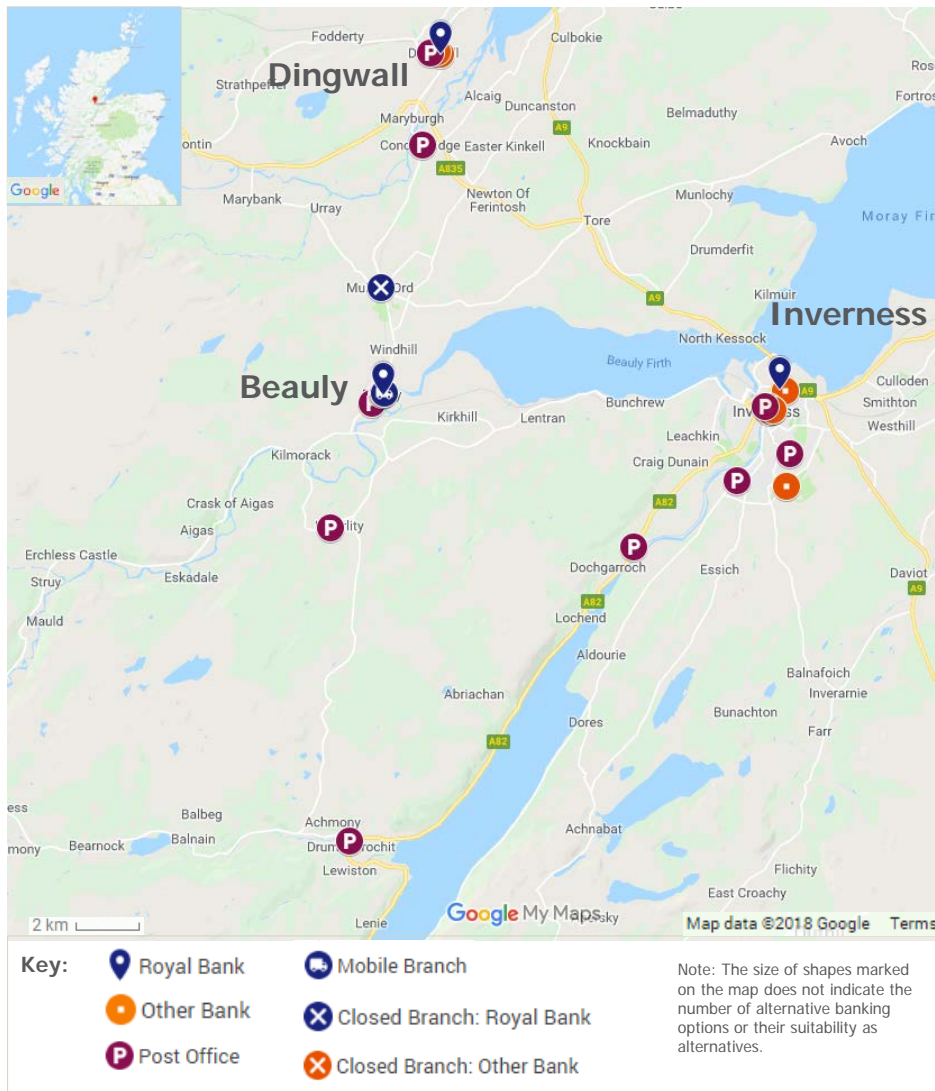 Google
Fodderty
Culbokie
Dingwall
Strathpeffer
Alcaig
Duncanston
Ros
Fortros
Maryburgh
A9
Belmaduthy
Avoch
ontin
Easter Kinkell
Knockbain
A835
Marybank
Urray
Newton Of
Ferintosh
Munlochy
Tore
Moray Fir
Drumderfit
A9
Kilmuir
Inverness
North Kessock
Windhill
Beauly Firth
Beauly
A9
Culloden
Kirkhill
Lentran
Bunchrew
Smithton
Westhill
Leachkin
Kilmorack
Craig Dunain
Crask of Aigas
A82
Aigas
Erchless Castle
Eskadale
Struy
Dochgarroch
Essich
Daviot
A9
A82
Mauld
Lochend
Aldourie
Balnafoich
Abriachan
Inverarnie
Dores
Bunachton
Farr
A82
ess
Balbeg
Achmony
Achnabat
mony
Bearnock
Balnain
Lewiston
Flichity
East Croachy
Lenie
2 km
Google My Maps
Map data ©2018 Google
Terms
Key:
Royal Bank
Mobile Branch
Other Bank
Closed Branch: Royal Bank
P Post Office
Closed Branch: Other Bank
Note: The size of shapes marked
on the map does not indicate the
number of alternative banking
options or their suitability as
alternatives.